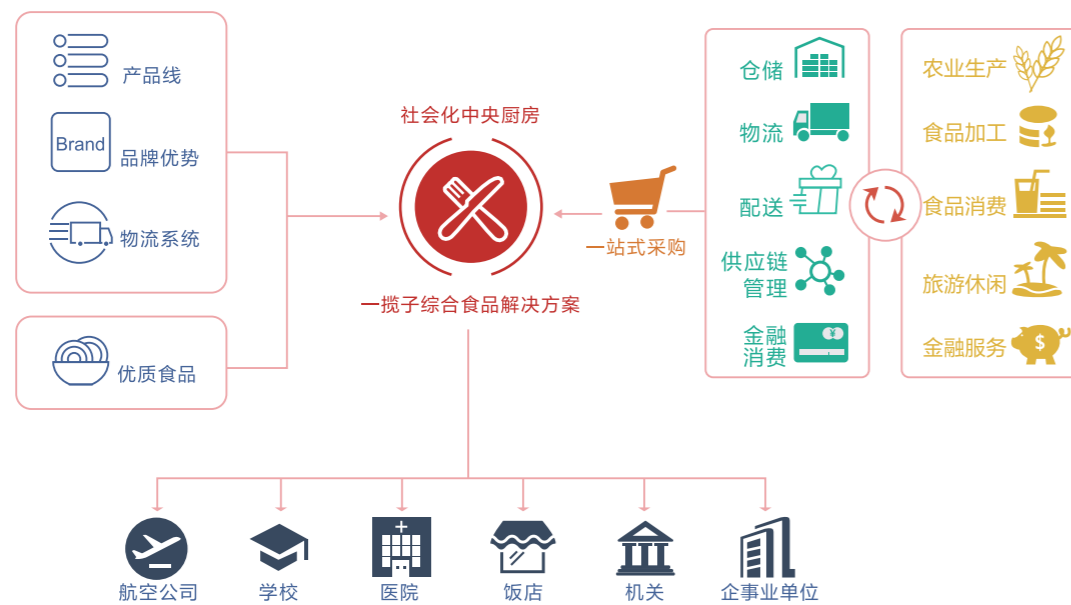 产品线
Brand
品牌优势
物流系统
优质食品
社会化中央厨房
一揽子综合食品解决方案
一站式采购
仓储
物流
配送
供应链
管理
金融
消费
¥
农业生产
食品加工
食品消费
旅游休闲
金融服务
$
航空公司
学校
医院
饭店
机关
企事业单位